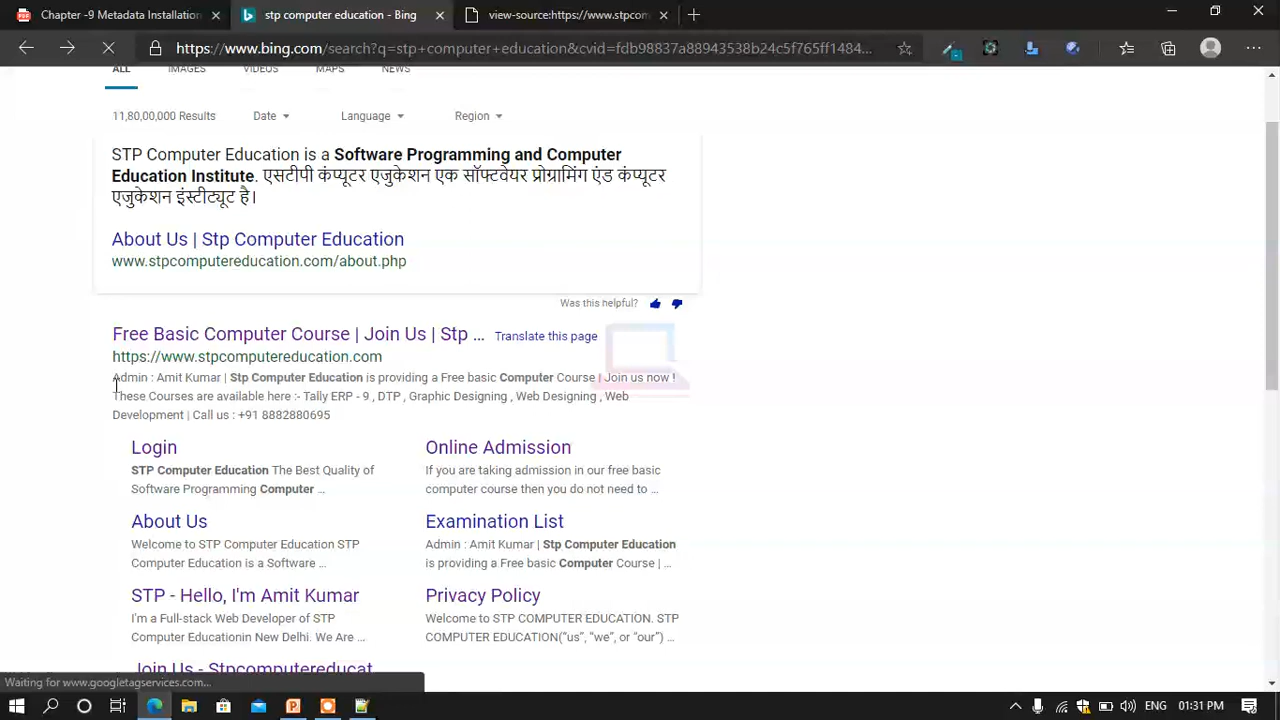 Chapter -9 Metadata Installation
stp computer education - Bing
view-source:https://www.stpcom
https://www.bing.com/search?q=stp+computer+education&cvid=fdb98837a88943538b24c5f765ff1484...
ALL IMAGES VIDEOS MAPS NEWS
11,80,00,000 Results Date Language Region
STP Computer Education is a Software Programming and Computer
Education Institute. एसटीपी कंप्यूटर एजुकेशन एक सॉफ्टवेयर प्रोग्रामिंग एंड कंप्यूटर
एजुकेशन इंस्टीट्यूट है।
About Us | Stp Computer Education
www.stpcomputereducation.com/about.php
Was this helpful?
Free Basic Computer Course | Join Us | Stp ... Translate this page
https://www.stpcomputereducation.com
Admin : Amit Kumar | Stp Computer Education is providing a Free basic Computer Course | Join us now !
These Courses are available here :- Tally ERP - 9 , DTP , Graphic Designing , Web Designing , Web
Development | Call us : +91 8882880695
Login
STP Computer Education The Best Quality of
Software Programming Computer ...
Online Admission
If you are taking admission in our free basic
computer course then you do not need to ...
About Us
Welcome to STP Computer Education STP
Computer Education is a Software ...
Examination List
Admin : Amit Kumar | Stp Computer Education
is providing a Free basic Computer Course | ...
STP - Hello, I'm Amit Kumar
I'm a Full-stack Web Developer of STP
Computer Educationin New Delhi. We Are ...
Privacy Policy
Welcome to STP COMPUTER EDUCATION. STP
COMPUTER EDUCATION("us", "we", or "our") ...
Join Us - Stpcomputereducat
Waiting for www.googletagservices.com...
ENG 01:31 PM